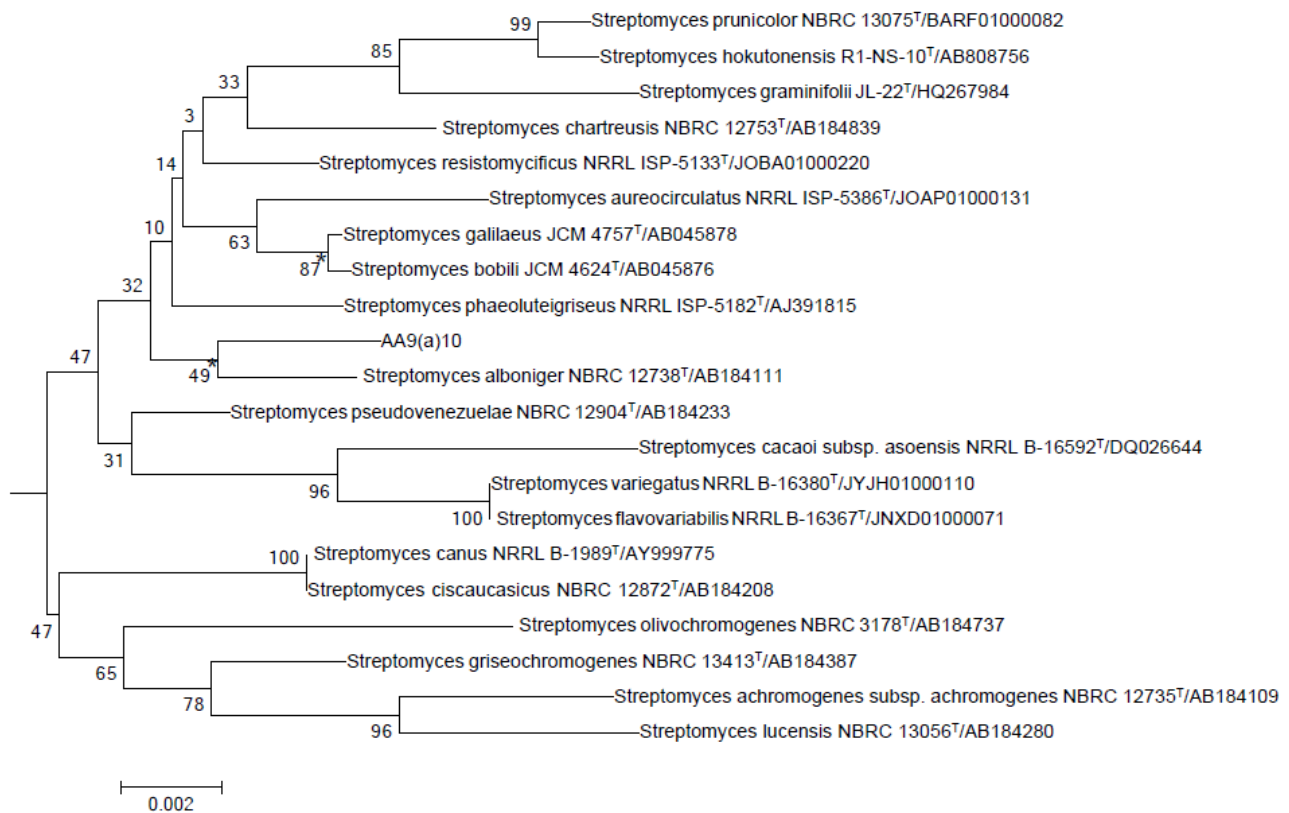 Streptomyces prunicolor NBRC 13075ᵀ/BARF01000082
99
Streptomyces hokutonensis R1-NS-10ᵀ/AB808756
85
Streptomyces graminifolii JL-22ᵀ/HQ267984
33
Streptomyces chartreusis NBRC 12753ᵀ/AB184839
3
Streptomyces resistomycificus NRRL ISP-5133ᵀ/JOBA01000220
14
Streptomyces aureocirculatus NRRL ISP-5386ᵀ/JOAP01000131
10
Streptomyces galilaeus JCM 4757ᵀ/AB045878
63
*
87
Streptomyces bobili JCM 4624ᵀ/AB045876
32
Streptomyces phaeoluteigriseus NRRL ISP-5182ᵀ/AJ391815
AA9(a)10
47
*
49
Streptomyces alboniger NBRC 12738ᵀ/AB184111
Streptomyces pseudovenezuelae NBRC 12904ᵀ/AB184233
31
Streptomyces cacaoi subsp. asoensis NRRL B-16592ᵀ/DQ026644
96
Streptomyces variegatus NRRL B-16380ᵀ/JYJH01000110
100
Streptomyces flavovariabilis NRRL B-16367ᵀ/JNXD01000071
100
Streptomyces canus NRRL B-1989ᵀ/AY999775
Streptomyces ciscaucasicus NBRC 12872ᵀ/AB184208
47
Streptomyces olivochromogenes NBRC 3178ᵀ/AB184737
65
Streptomyces griseochromogenes NBRC 13413ᵀ/AB184387
78
Streptomyces achromogenes subsp. achromogenes NBRC 12735ᵀ/AB184109
96
Streptomyces lucensis NBRC 13056ᵀ/AB184280
0.002